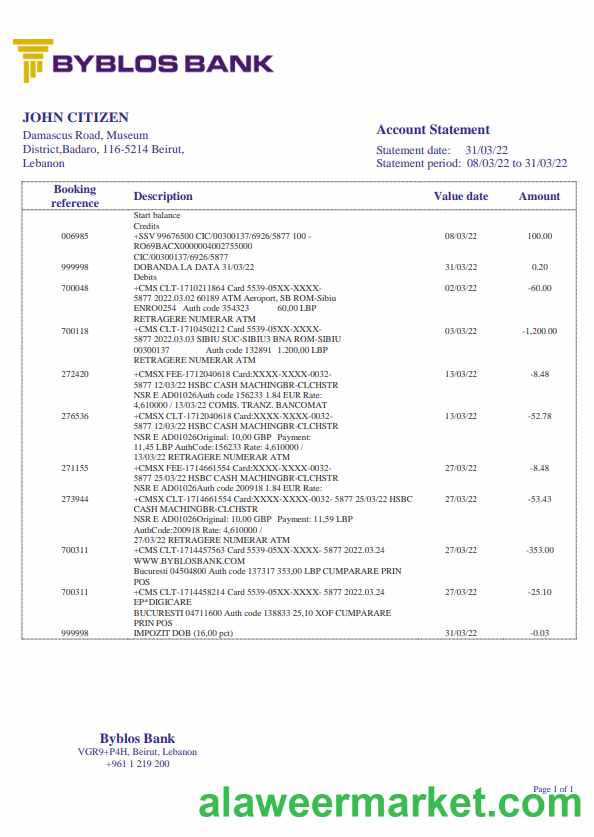 BYBLOS BANK
JOHN CITIZEN
Damascus Road, Museum
District,Badaro, 116-5214 Beirut,
Lebanon
Account Statement
Statement date: 31/03/22
Statement period: 08/03/22 to 31/03/22
Booking reference Description Value date Amount
Start balance
Credits
006985 +SSV 99676500 CIC/00300137/6926/5877 100 - 08/03/22 100.00
RO69BACX0000004002755000
CIC/00300137/6926/5877
999998 DOBANDA LA DATA 31/03/22 31/03/22 0.20
Debits
700048 +CMS CLT-1710211864 Card 5539-05XX-XXXX- 02/03/22 -60.00
5877 2022.03.02 60189 ATM Aeroport, SB ROM-Sibiu
ENRO0254 Auth code 354323 60,00 LBP
RETRAGERE NUMERAR ATM
700118 +CMS CLT-1710450212 Card 5539-05XX-XXXX- 03/03/22 -1,200.00
5877 2022.03.03 SIBIU SUC-SIBIU3 BNA ROM-SIBIU
00300137 Auth code 132891 1.200,00 LBP
RETRAGERE NUMERAR ATM
272420 +CMSX FEE-1712040618 Card:XXXX-XXXX-0032- 13/03/22 -8.48
5877 12/03/22 HSBC CASH MACHINGBR-CLCHSTR
NSR E AD01026Auth code 156233 1.84 EUR Rate:
4,610000 / 13/03/22 COMIS. TRANZ. BANCOMAT
276536 +CMSX CLT-1712040618 Card:XXXX-XXXX-0032- 13/03/22 -52.78
5877 12/03/22 HSBC CASH MACHINGBR-CLCHSTR
NSR E AD01026Original: 10,00 GBP Payment:
11,45 LBP AuthCode:156233 Rate: 4,610000 /
13/03/22 RETRAGERE NUMERAR ATM
271155 +CMSX FEE-1714661554 Card:XXXX-XXXX-0032- 27/03/22 -8.48
5877 25/03/22 HSBC CASH MACHINGBR-CLCHSTR
NSR E AD01026Auth code 200918 1.84 EUR Rate:
273944 +CMSX CLT-1714661554 Card:XXXX-XXXX-0032- 5877 25/03/22 HSBC 27/03/22 -53.43
CASH MACHINGBR-CLCHSTR
NSR E AD01026Original: 10,00 GBP Payment: 11,59 LBP
AuthCode:200918 Rate: 4,610000 /
27/03/22 RETRAGERE NUMERAR ATM
700311 +CMS CLT-1714457563 Card 5539-05XX-XXXX- 5877 2022.03.24 27/03/22 -353.00
WWW.BYBLOSBANK.COM
Bucuresti 04504800 Auth code 137317 353,00 LBP CUMPARARE PRIN
POS
700311 +CMS CLT-1714458214 Card 5539-05XX-XXXX- 5877 2022.03.24 27/03/22 -25.10
EP*DIGICARE
BUCURESTI 04711600 Auth code 138833 25,10 XOF CUMPARARE
PRIN POS
999998 IMPOZIT DOB (16,00 pct) 31/03/22 -0.03
Byblos Bank
VGR9+P4H, Beirut, Lebanon
+961 1 219 200
Page 1 of 1
alaweermarket.com